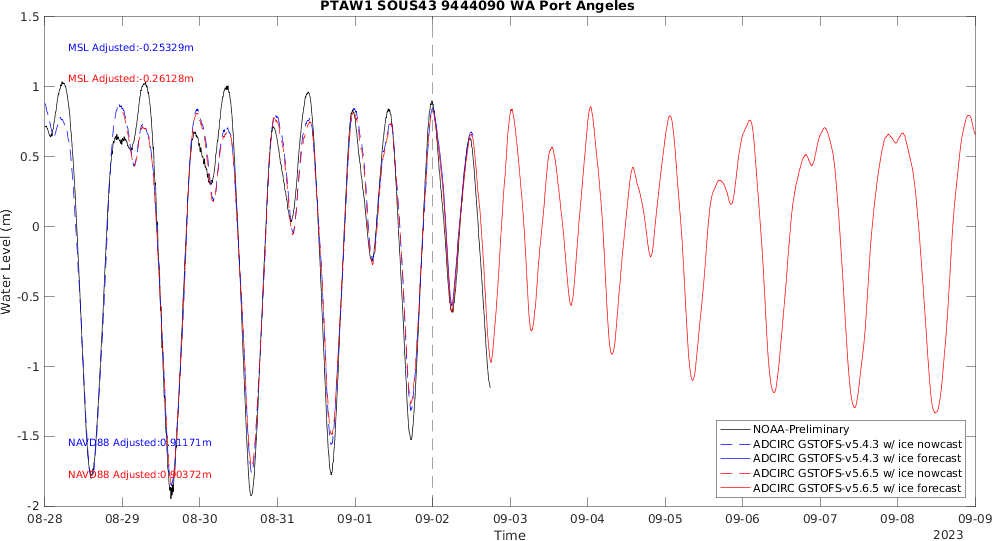 PTAW1 SOUS43 9444090 WA Port Angeles
1.5
MSL Adjusted:-0.25329m
MSL Adjusted:-0.26128m
1
0.5
0
-0.5
-1
-1.5
-2
Water Level (m)
NAVD88 Adjusted:0.91171m
NAVD88 Adjusted:0.90372m
NOAA-Preliminary
ADCIRC GSTOFS-v5.4.3 w/ ice nowcast
ADCIRC GSTOFS-v5.4.3 w/ ice forecast
ADCIRC GSTOFS-v5.6.5 w/ ice nowcast
ADCIRC GSTOFS-v5.6.5 w/ ice forecast
08-28 08-29 08-30 08-31 09-01 09-02 09-03 09-04 09-05 09-06 09-07 09-08 09-09
Time
2023